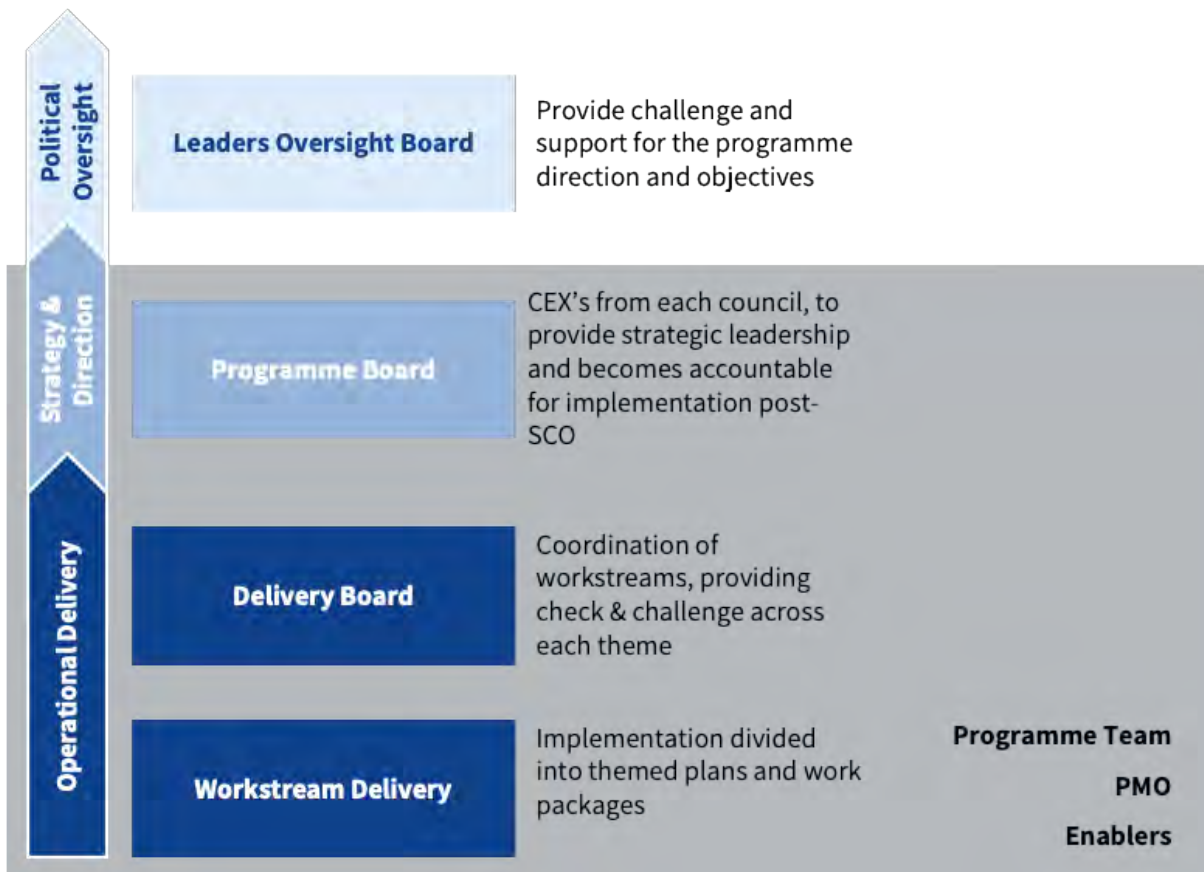 Political
Oversight
Leaders Oversight Board
Provide challenge and
support for the programme
direction and objectives
Strategy &
Direction
Programme Board
CEX's from each council, to
provide strategic leadership
and becomes accountable
for implementation post-
SCO
Operational Delivery
Delivery Board
Coordination of
workstreams, providing
check & challenge across
each theme
Workstream Delivery
Implementation divided
into themed plans and work
packages
Programme Team
PMO
Enablers